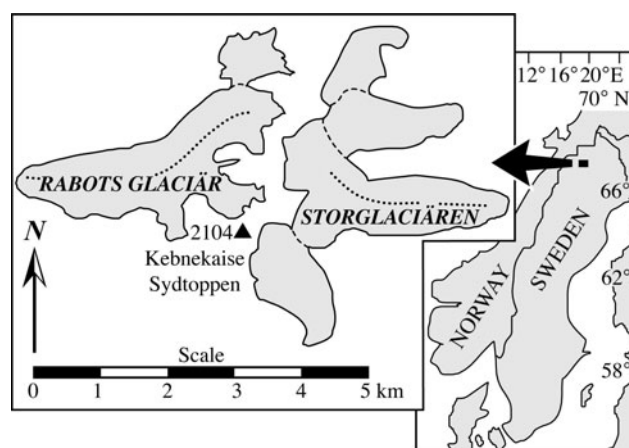 RABOTS GLACIÄR
STORGLACIÄREN
2104
Kebnekaise
Sydtoppen
N
Scale
0 1 2 3 4 5 km
12° 16° 20°E
70° N
66°
62°
58°
NORWAY
SWEDEN